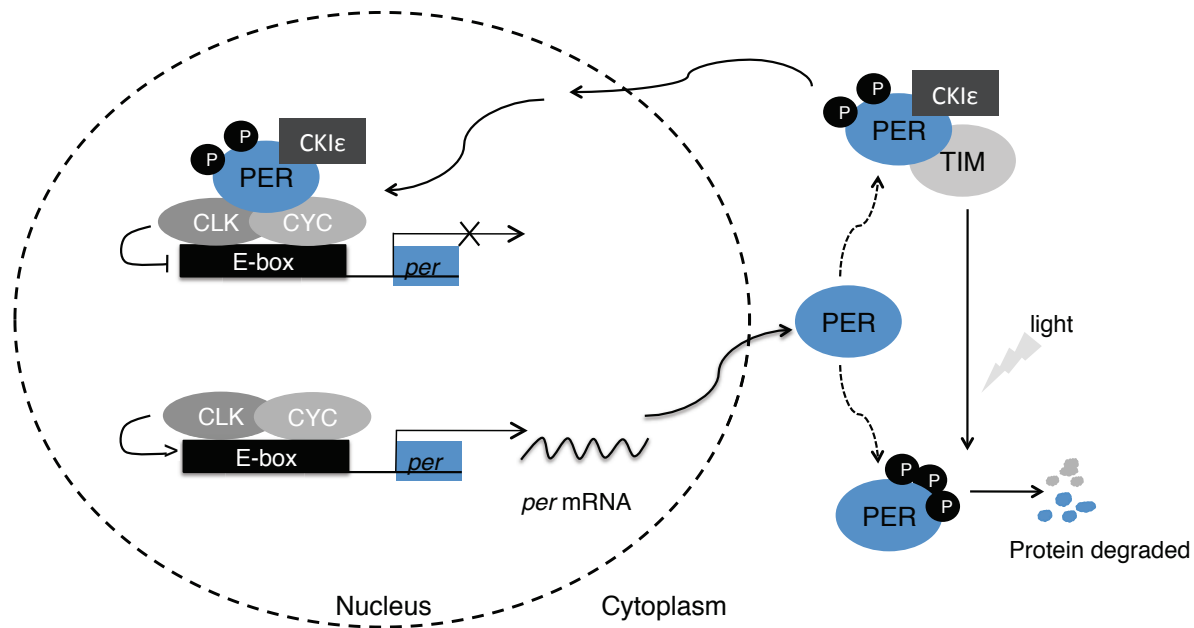 P
P
CKIε
PER
TIM
P
P
CKIε
PER
CLK
CYC
E-box
per
PER
light
CLK
CYC
E-box
per
per mRNA
P
P
P
PER
Protein degraded
Nucleus
Cytoplasm